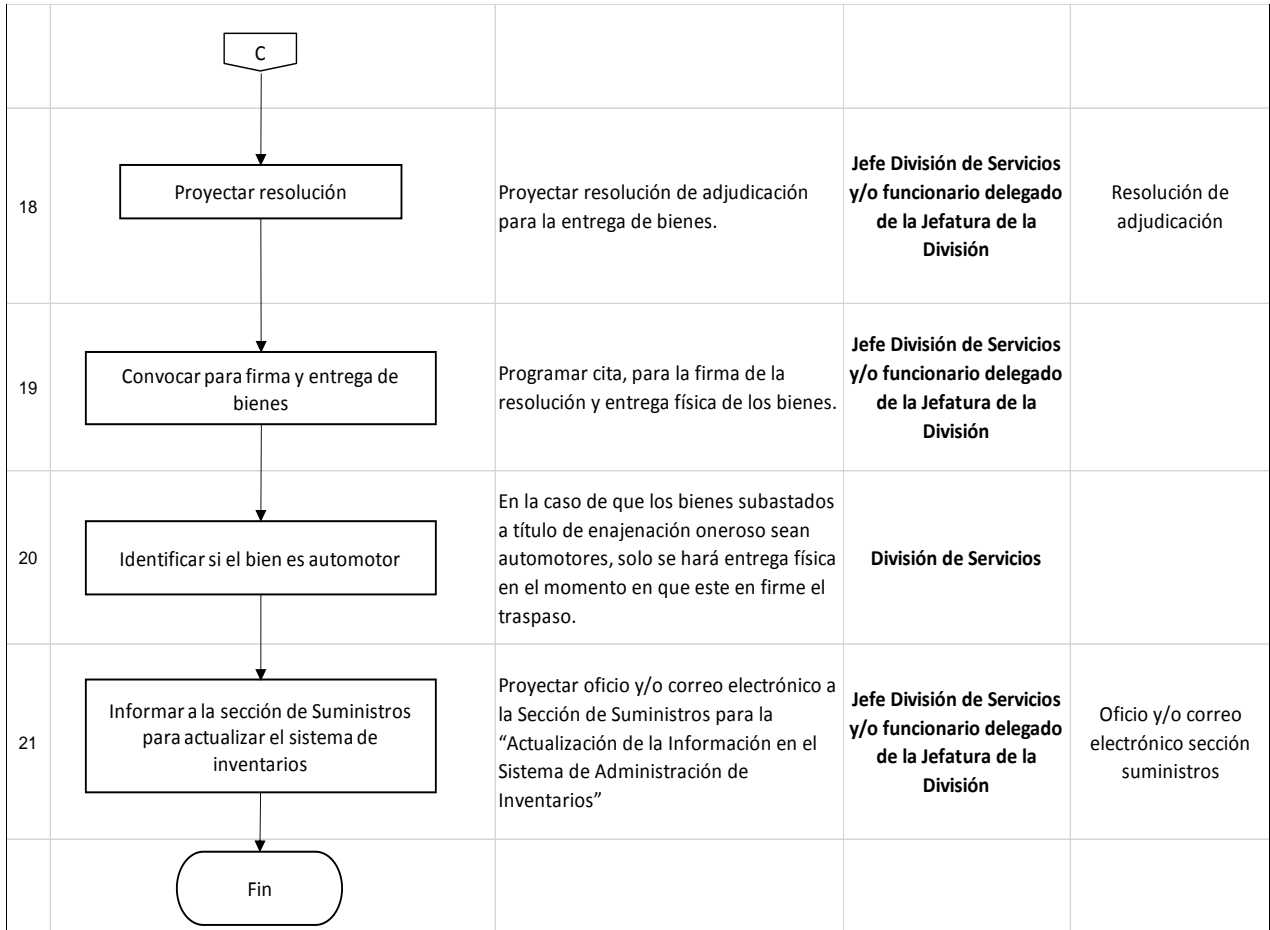 C
18
Proyectar resolución
Proyectar resolución de adjudicación
para la entrega de bienes.
Jefe División de Servicios
y/o funcionario delegado
de la Jefatura de la
División
Resolución de
adjudicación
19
Convocar para firma y entrega de
bienes
Programar cita, para la firma de la
resolución y entrega física de los bienes.
Jefe División de Servicios
y/o funcionario delegado
de la Jefatura de la
División
20
Identificar si el bien es automotor
En la caso de que los bienes subastados
a título de enajenación oneroso sean
automotores, solo se hará entrega física
en el momento en que este en firme el
traspaso.
División de Servicios
21
Informar a la sección de Suministros
para actualizar el sistema de
inventarios
Proyectar oficio y/o correo electrónico a
la Sección de Suministros para la
“Actualización de la Información en el
Sistema de Administración de
Inventarios”
Jefe División de Servicios
y/o funcionario delegado
de la Jefatura de la
División
Oficio y/o correo
electrónico sección
suministros
Fin